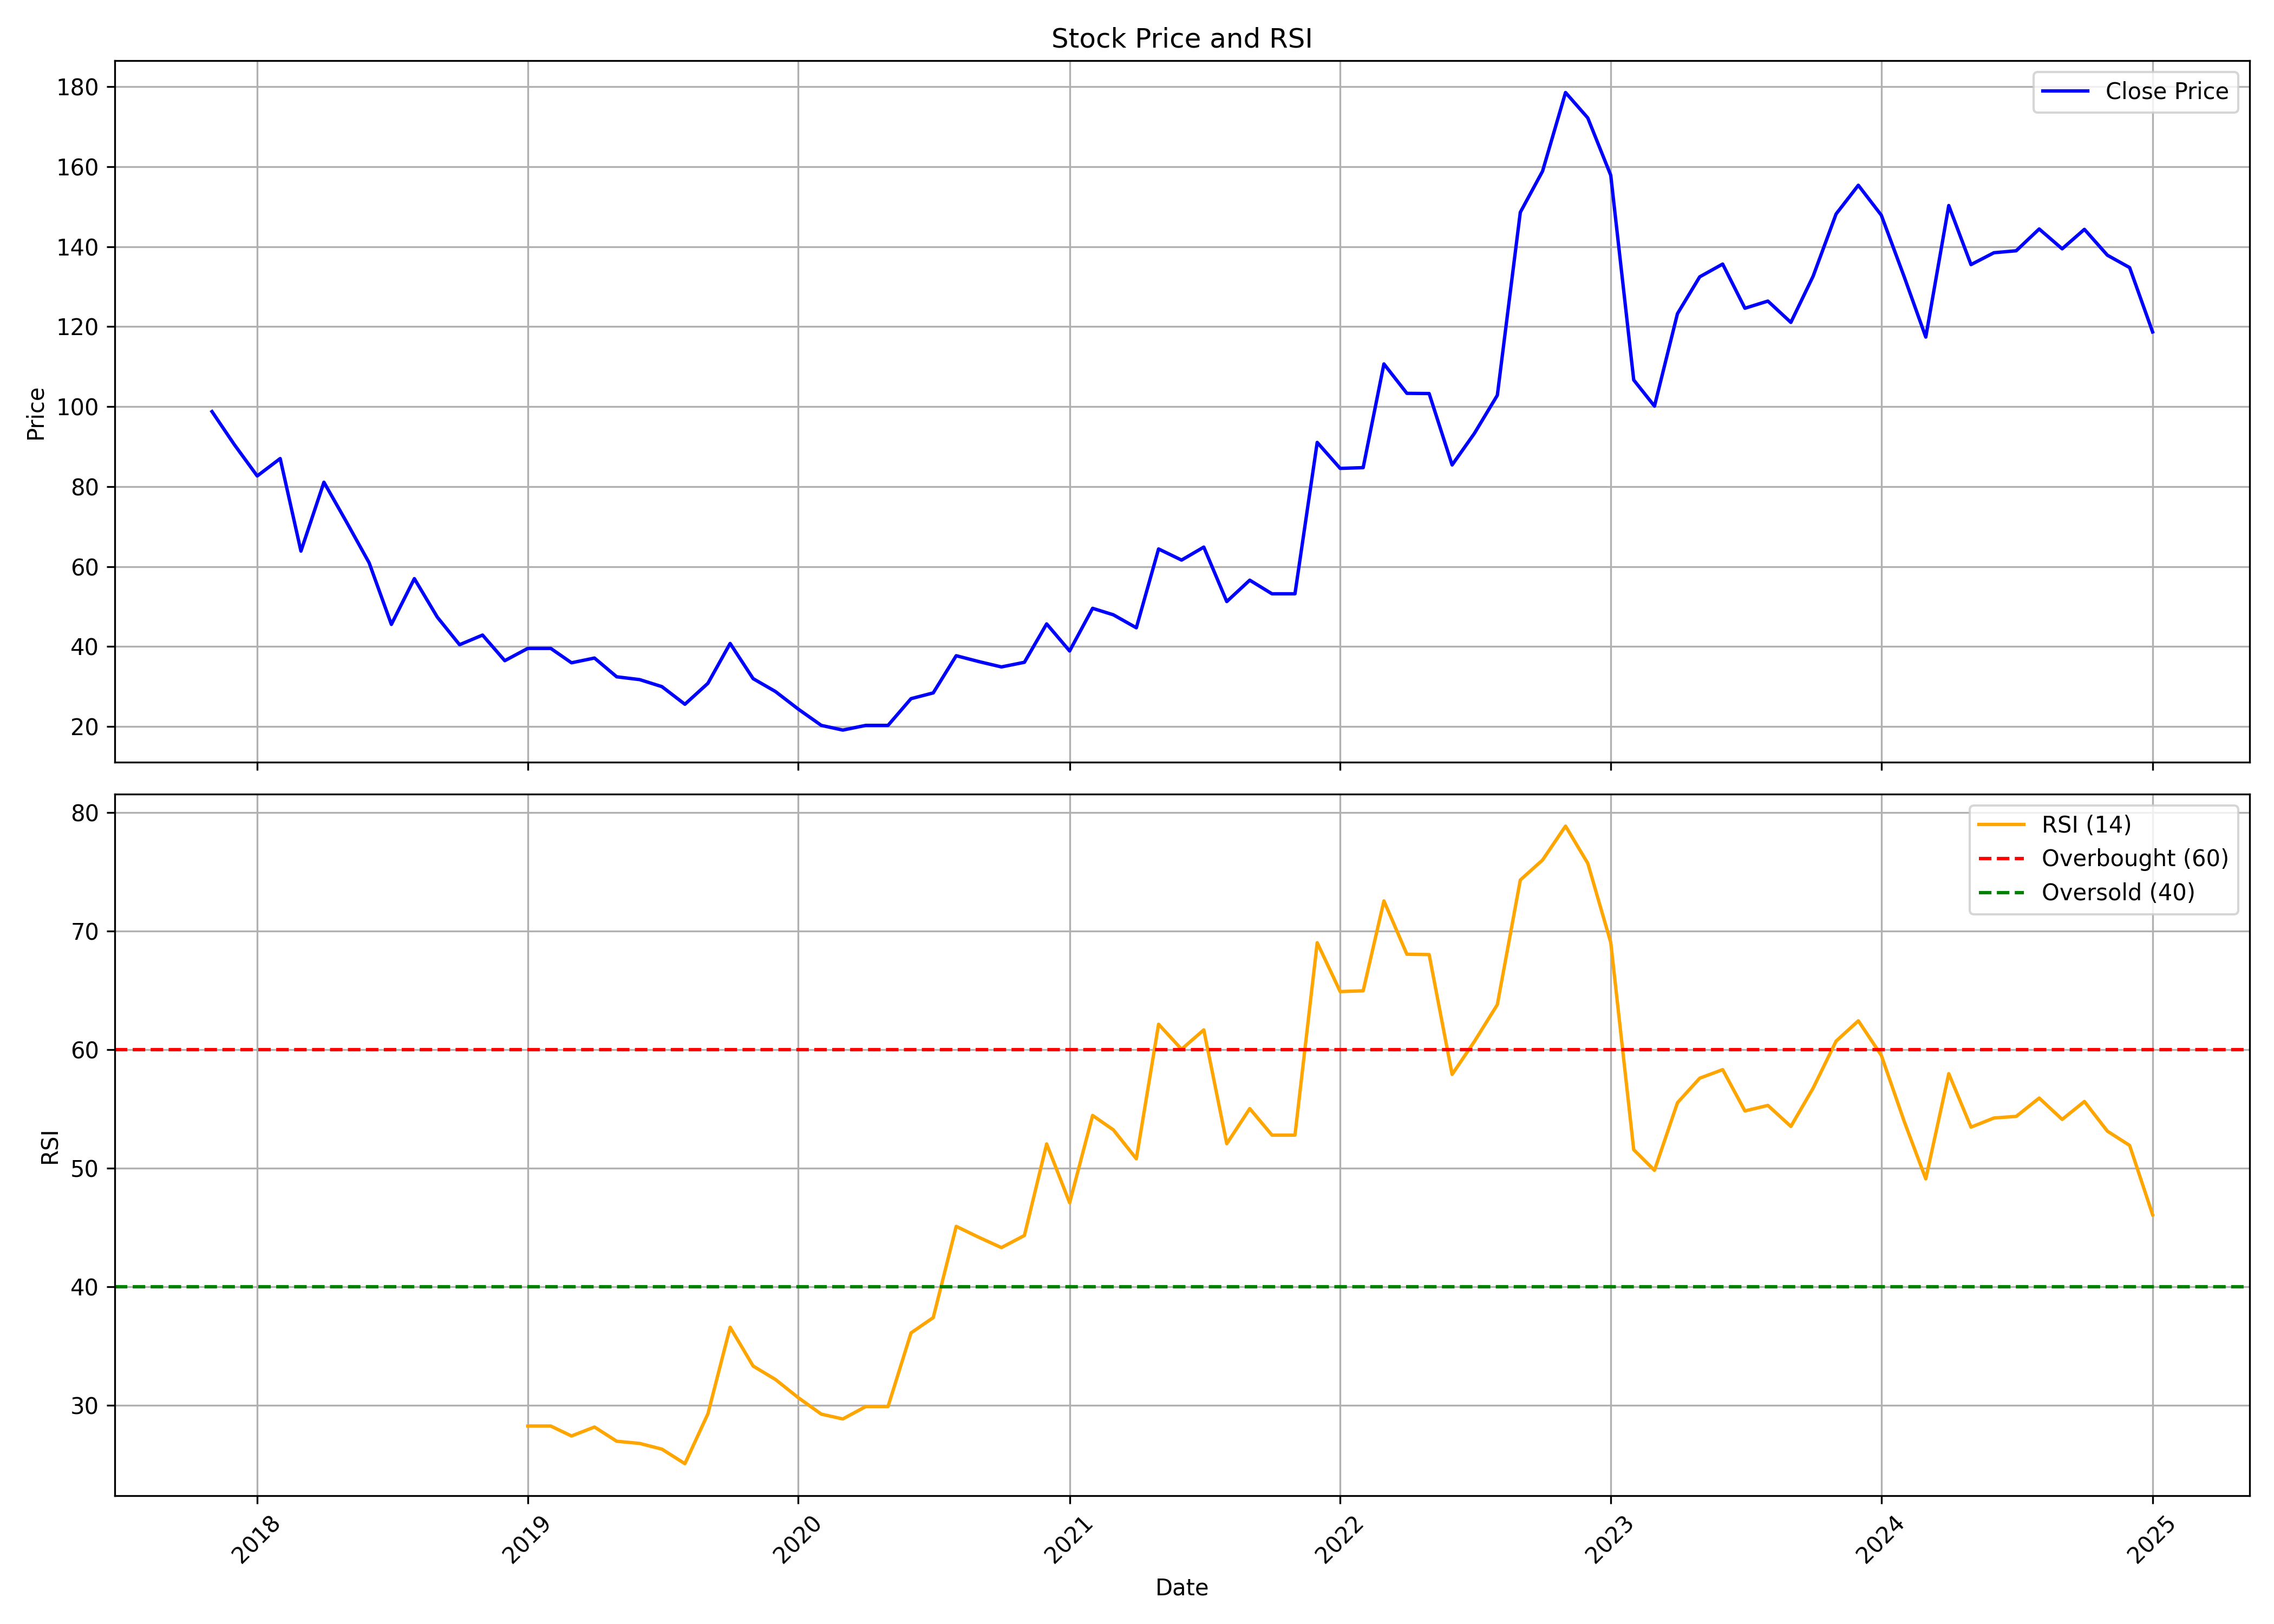 Stock Price and RSI
180
160
140
120
100
80
60
40
20
Price
Close Price
80
70
60
50
40
30
RSI
RSI (14)
Overbought (60)
Oversold (40)
2018
2019
2020
2021
2022
2023
2024
2025
Date